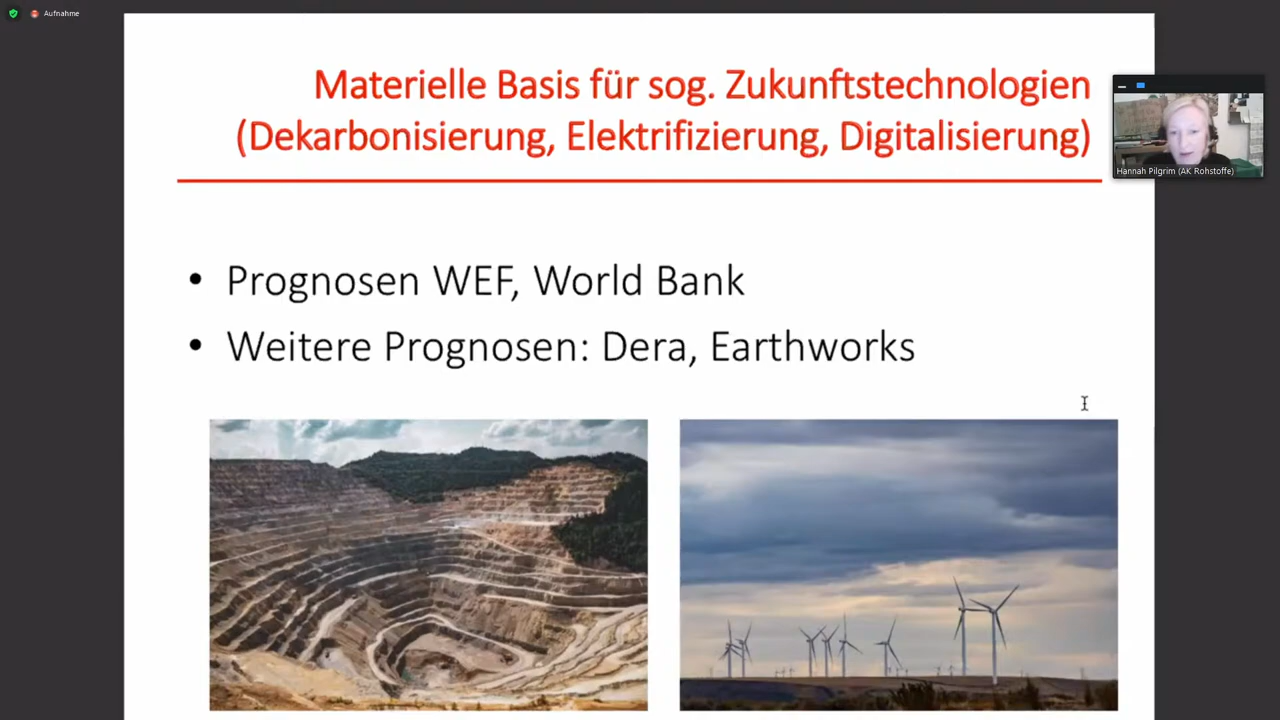 Aufnahme
Materielle Basis für sog. Zukunftstechnologien
(Dekarbonisierung, Elektrifizierung, Digitalisierung)
Hannah Pilgrim (AK Rohstoffe)
• Prognosen WEF, World Bank
• Weitere Prognosen: Dera, Earthworks